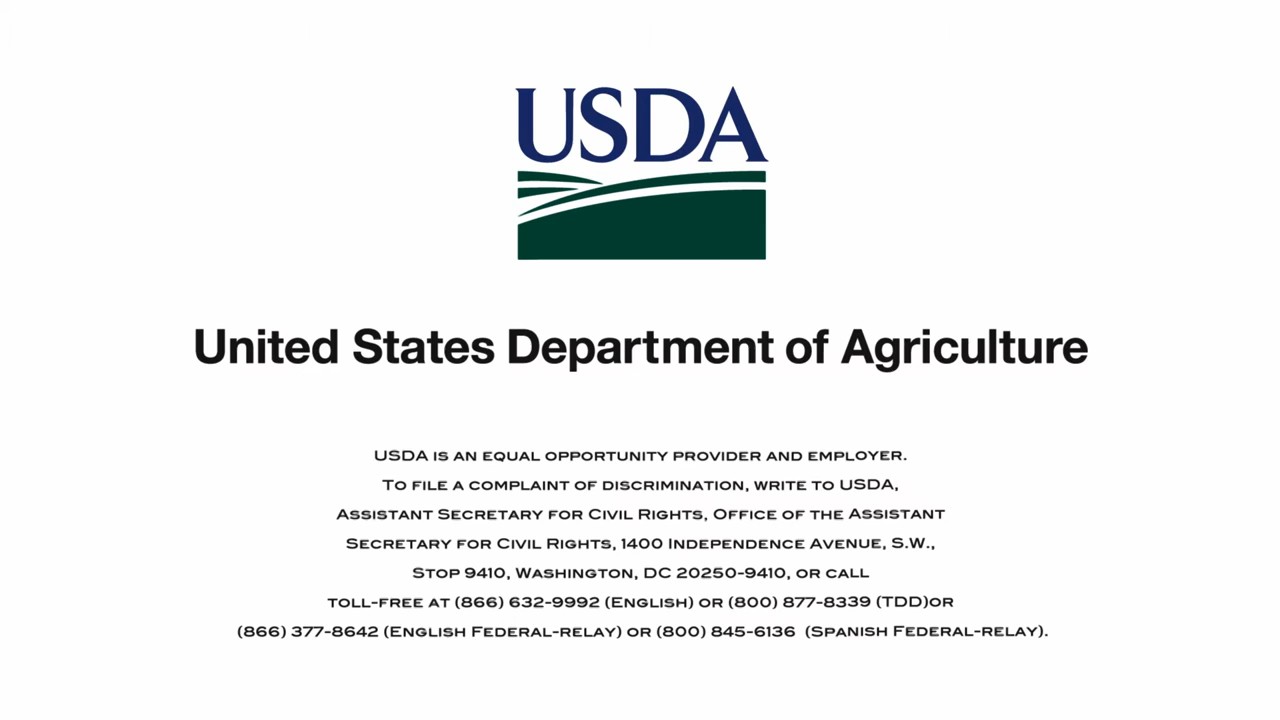 USDA
United States Department of Agriculture
USDA IS AN EQUAL OPPORTUNITY PROVIDER AND EMPLOYER.
TO FILE A COMPLAINT OF DISCRIMINATION, WRITE TO USDA,
ASSISTANT SECRETARY FOR CIVIL RIGHTS, OFFICE OF THE ASSISTANT
SECRETARY FOR CIVIL RIGHTS, 1400 INDEPENDENCE AVENUE, S.W.,
STOP 9410, WASHINGTON, DC 20250-9410, OR CALL
TOLL-FREE AT (866) 632-9992 (ENGLISH) OR (800) 877-8339 (TDD)OR
(866) 377-8642 (ENGLISH FEDERAL-RELAY) OR (800) 845-6136 (SPANISH FEDERAL-RELAY).